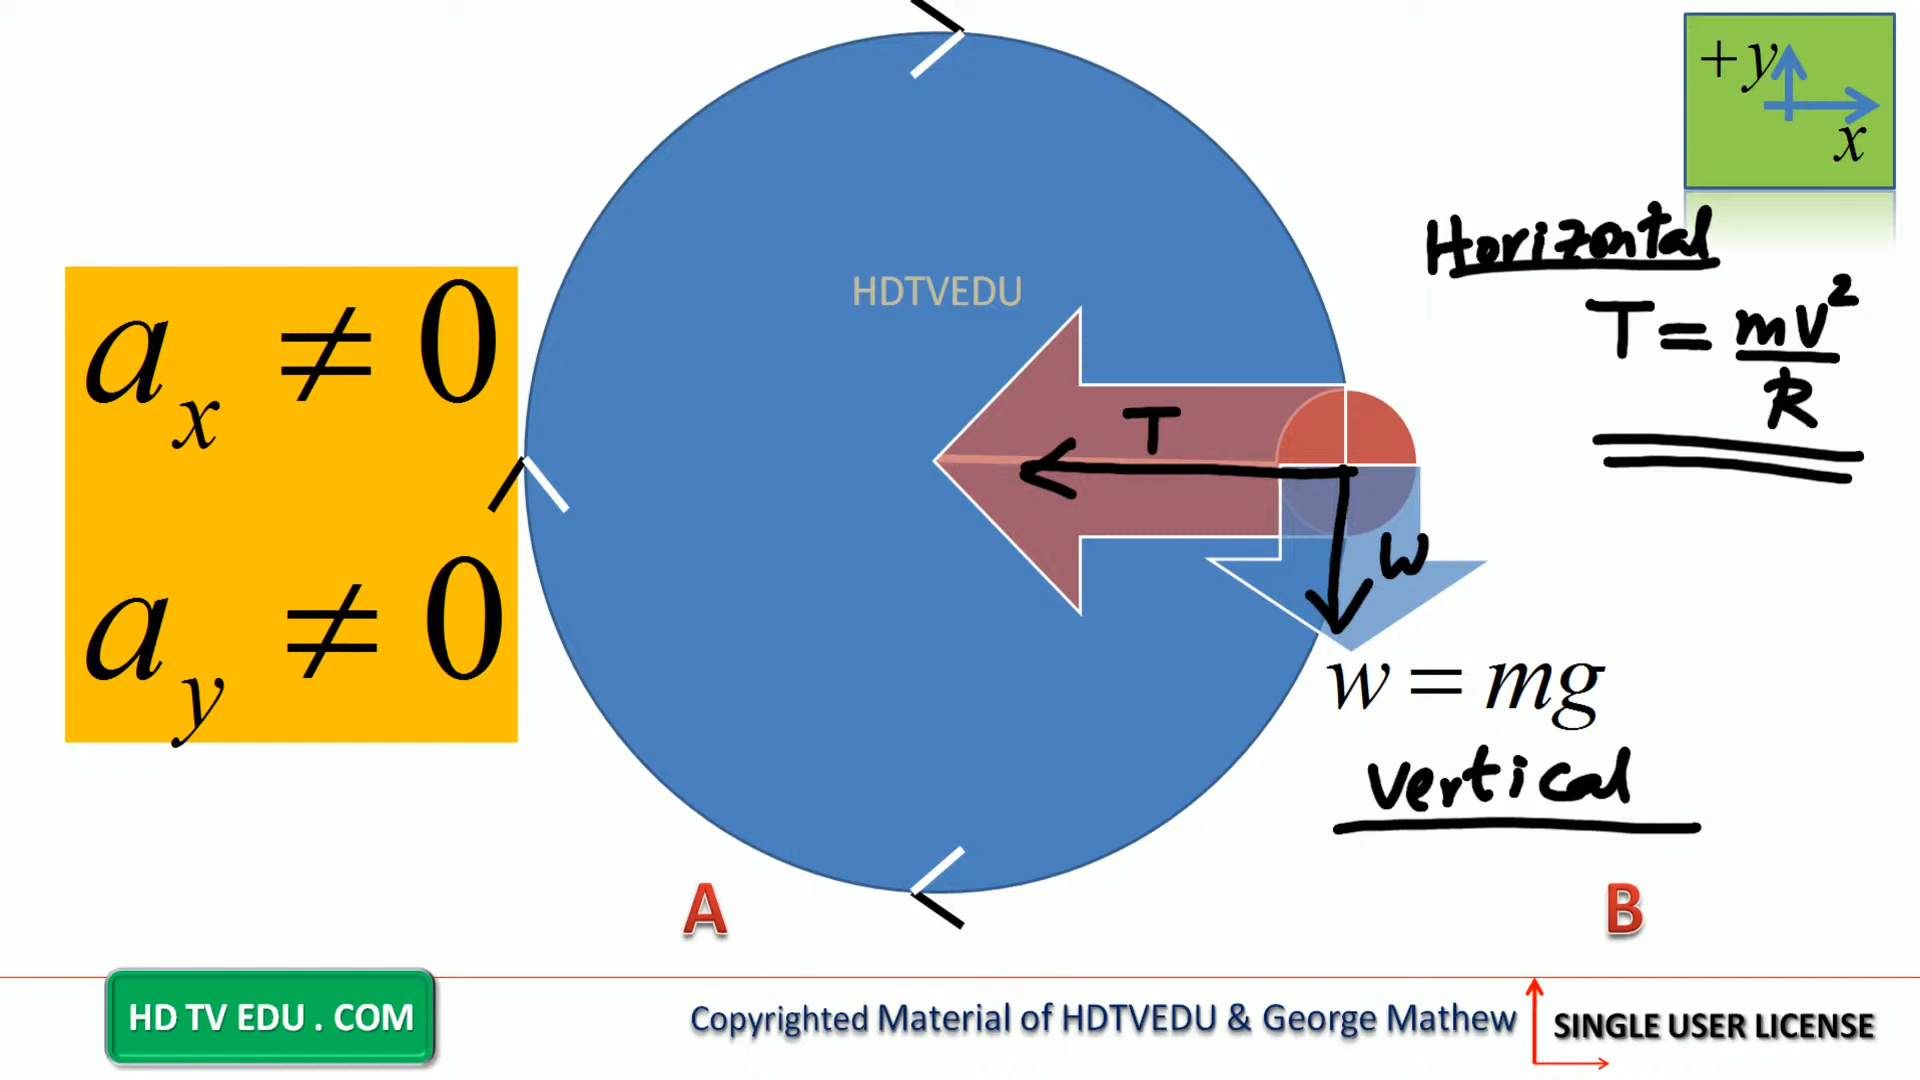 +y
x
Horizontal
HDTVEDU
a_x ≠ 0
T = mv²/R
T
W
a_y ≠ 0
w = mg
Vertical
A B
HD TV EDU . COM
Copyrighted Material of HDTVEDU & George Mathew
SINGLE USER LICENSE